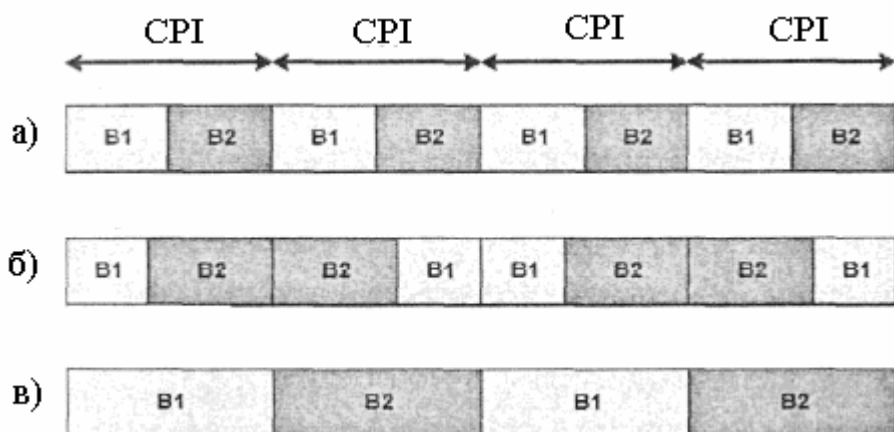 CPI CPI CPI CPI
а) B1 B2 B1 B2 B1 B2 B1 B2
б) B1 B2 B2 B1 B1 B2 B2 B1
в) B1 B2 B1 B2